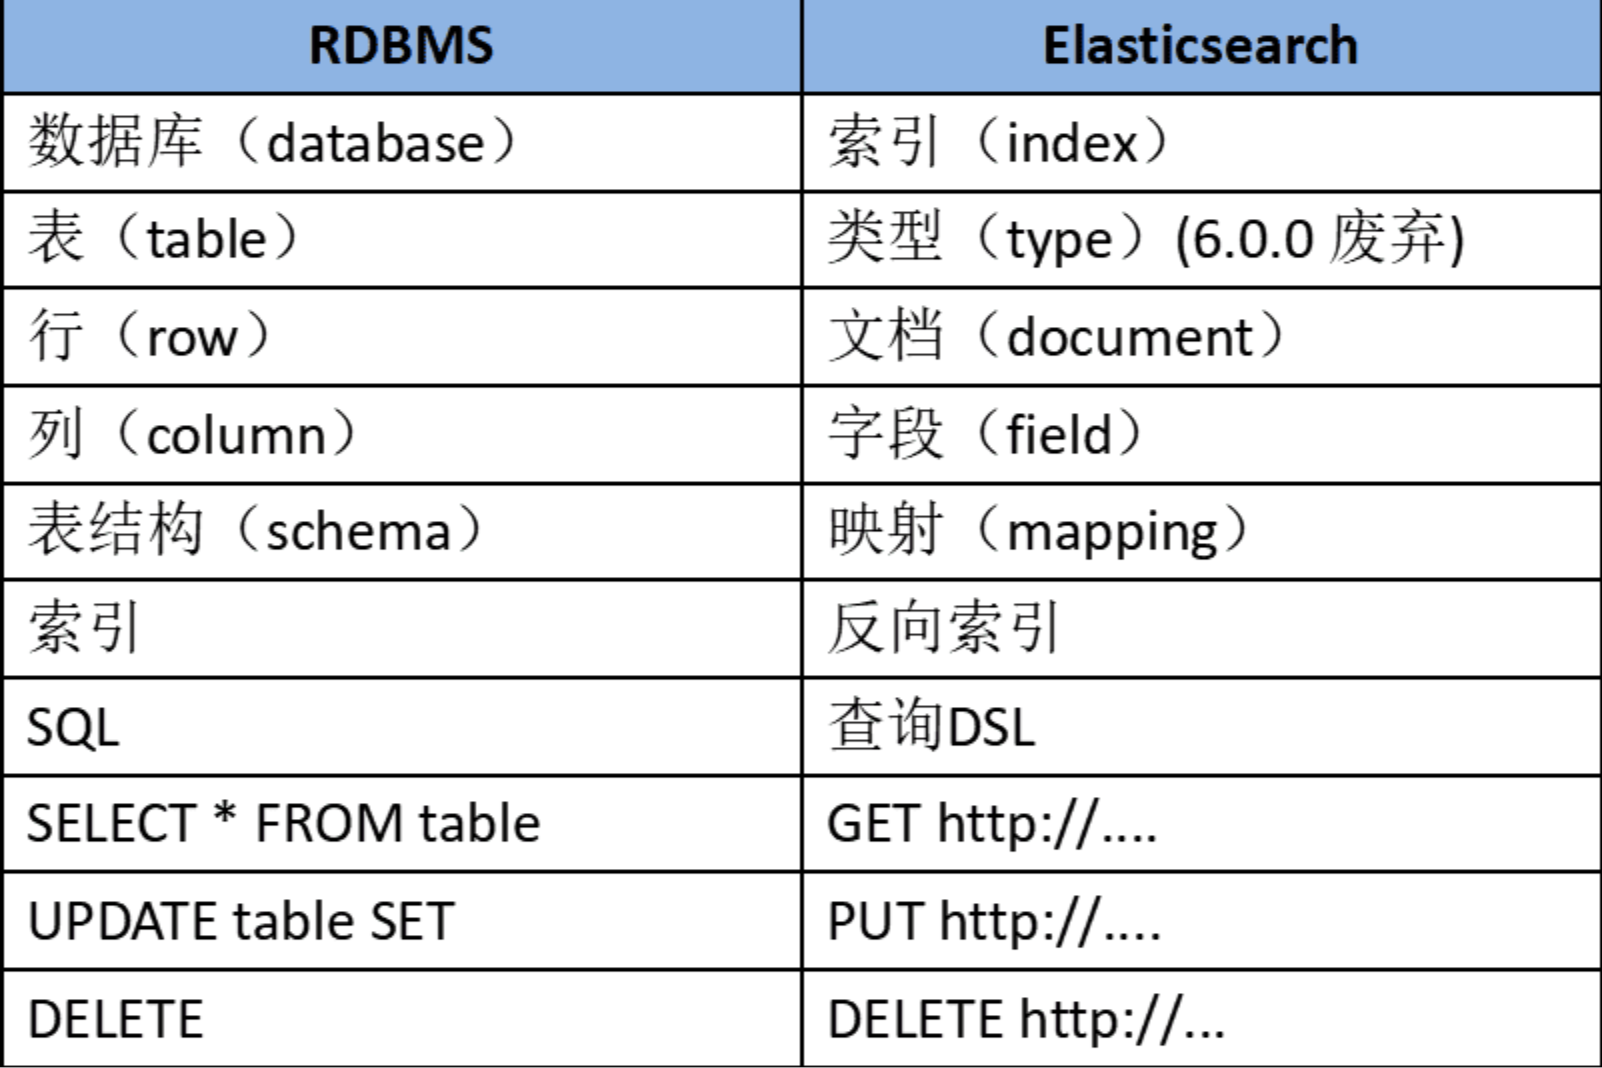 RDBMS Elasticsearch
数据库（database） 索引（index）
表（table） 类型（type）(6.0.0 废弃)
行（row） 文档（document）
列（column） 字段（field）
表结构（schema） 映射（mapping）
索引 反向索引
SQL 查询DSL
SELECT * FROM table GET http://....
UPDATE table SET PUT http://....
DELETE DELETE http://...